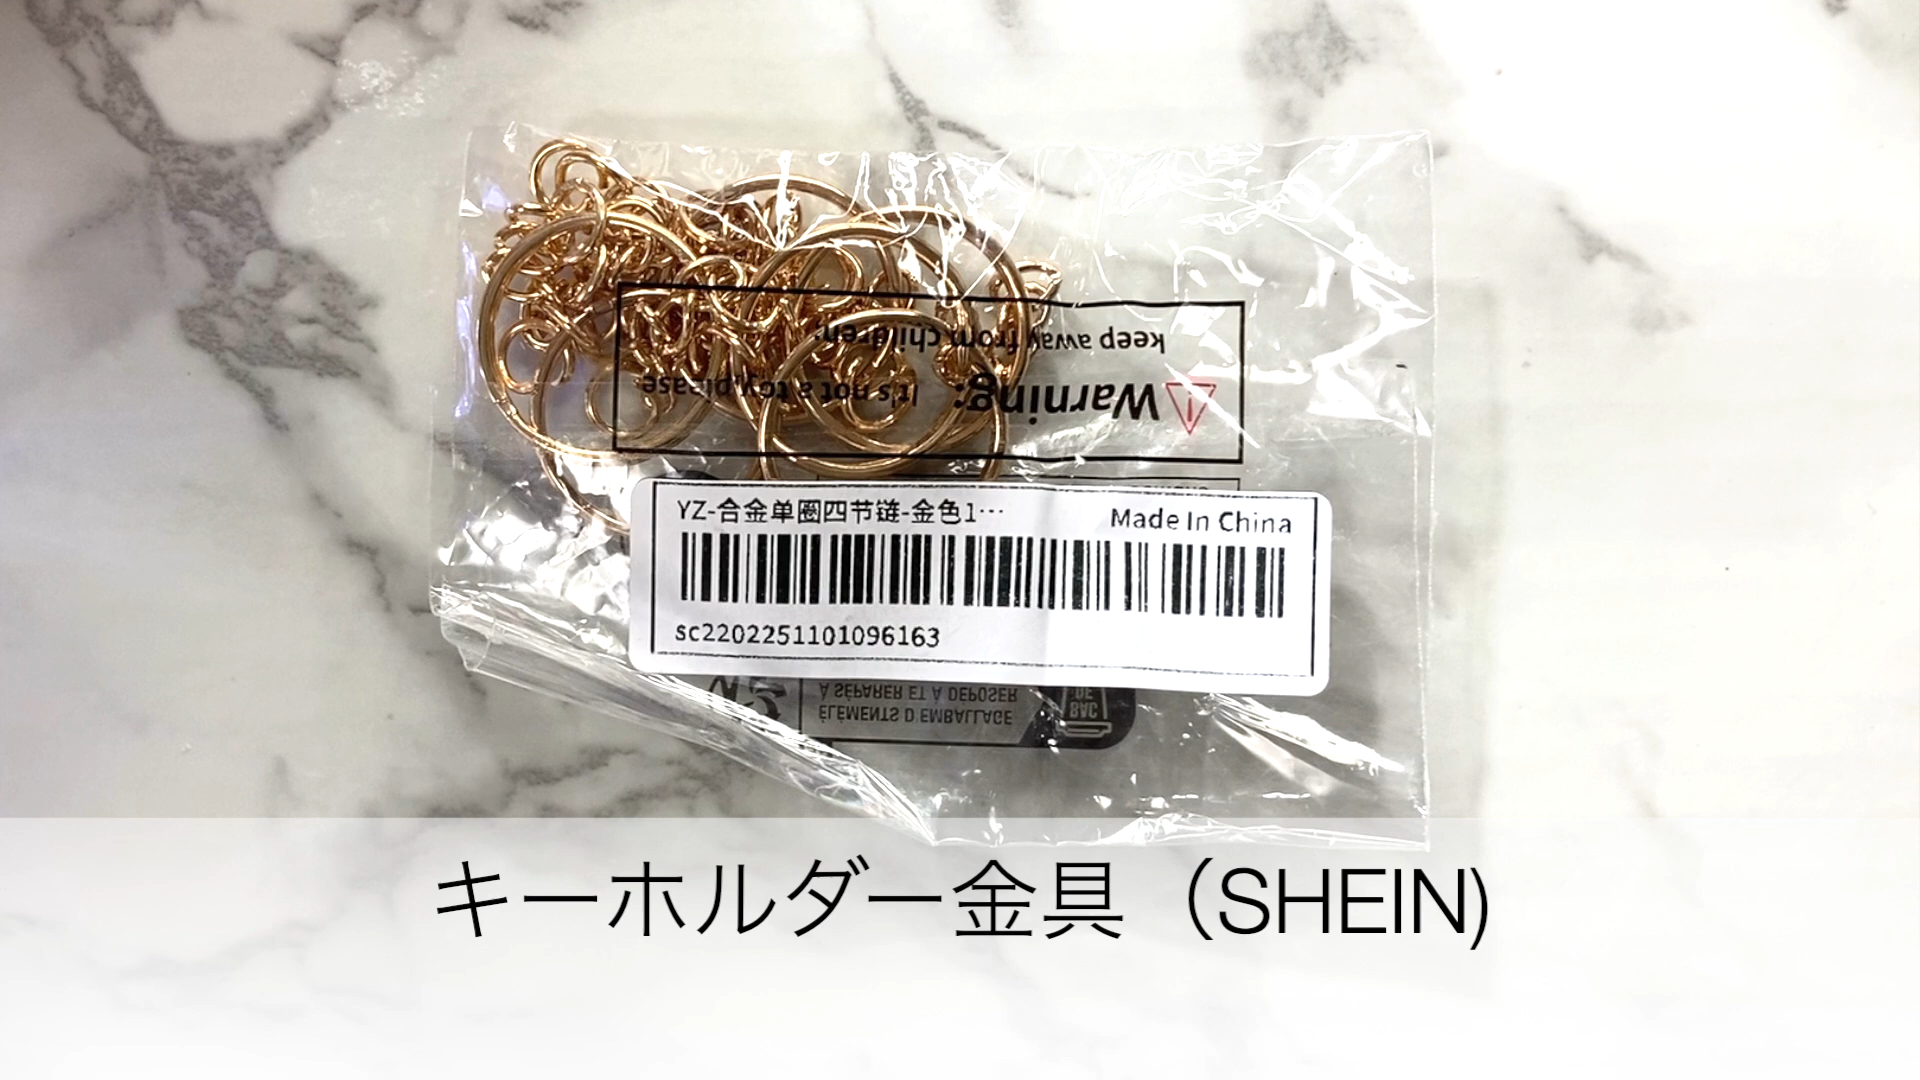 keep away from children.
Warning: It's not a toy,please
YZ-合金单圈四节链-金色1…
Made In China
sc2202251101096163
ÉLÉMENTS D'EMBALLAGE
À SÉPARER ET À DÉPOSER
BAC
DE
キーホルダー金具（SHEIN)